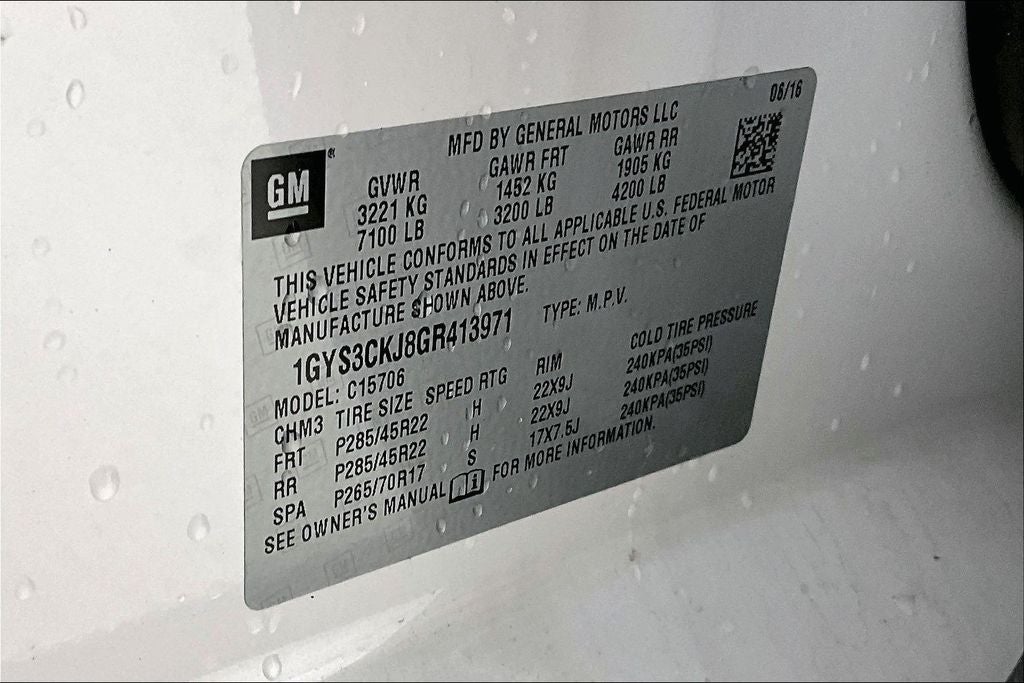 06/16
MFD BY GENERAL MOTORS LLC
GM
GVWR GAWR FRT GAWR RR
3221 KG 1452 KG 1905 KG
7100 LB 3200 LB 4200 LB
THIS VEHICLE CONFORMS TO ALL APPLICABLE U.S. FEDERAL MOTOR
VEHICLE SAFETY STANDARDS IN EFFECT ON THE DATE OF
MANUFACTURE SHOWN ABOVE.
1GYS3CKJ8GR413971 TYPE: M.P.V.
MODEL: C15706
CHM3 TIRE SIZE SPEED RTG RIM COLD TIRE PRESSURE
FRT P285/45R22 H 22X9J 240KPA(35PSI)
RR P285/45R22 H 22X9J 240KPA(35PSI)
SPA P265/70R17 S 17X7.5J 240KPA(35PSI)
SEE OWNER'S MANUAL FOR MORE INFORMATION.